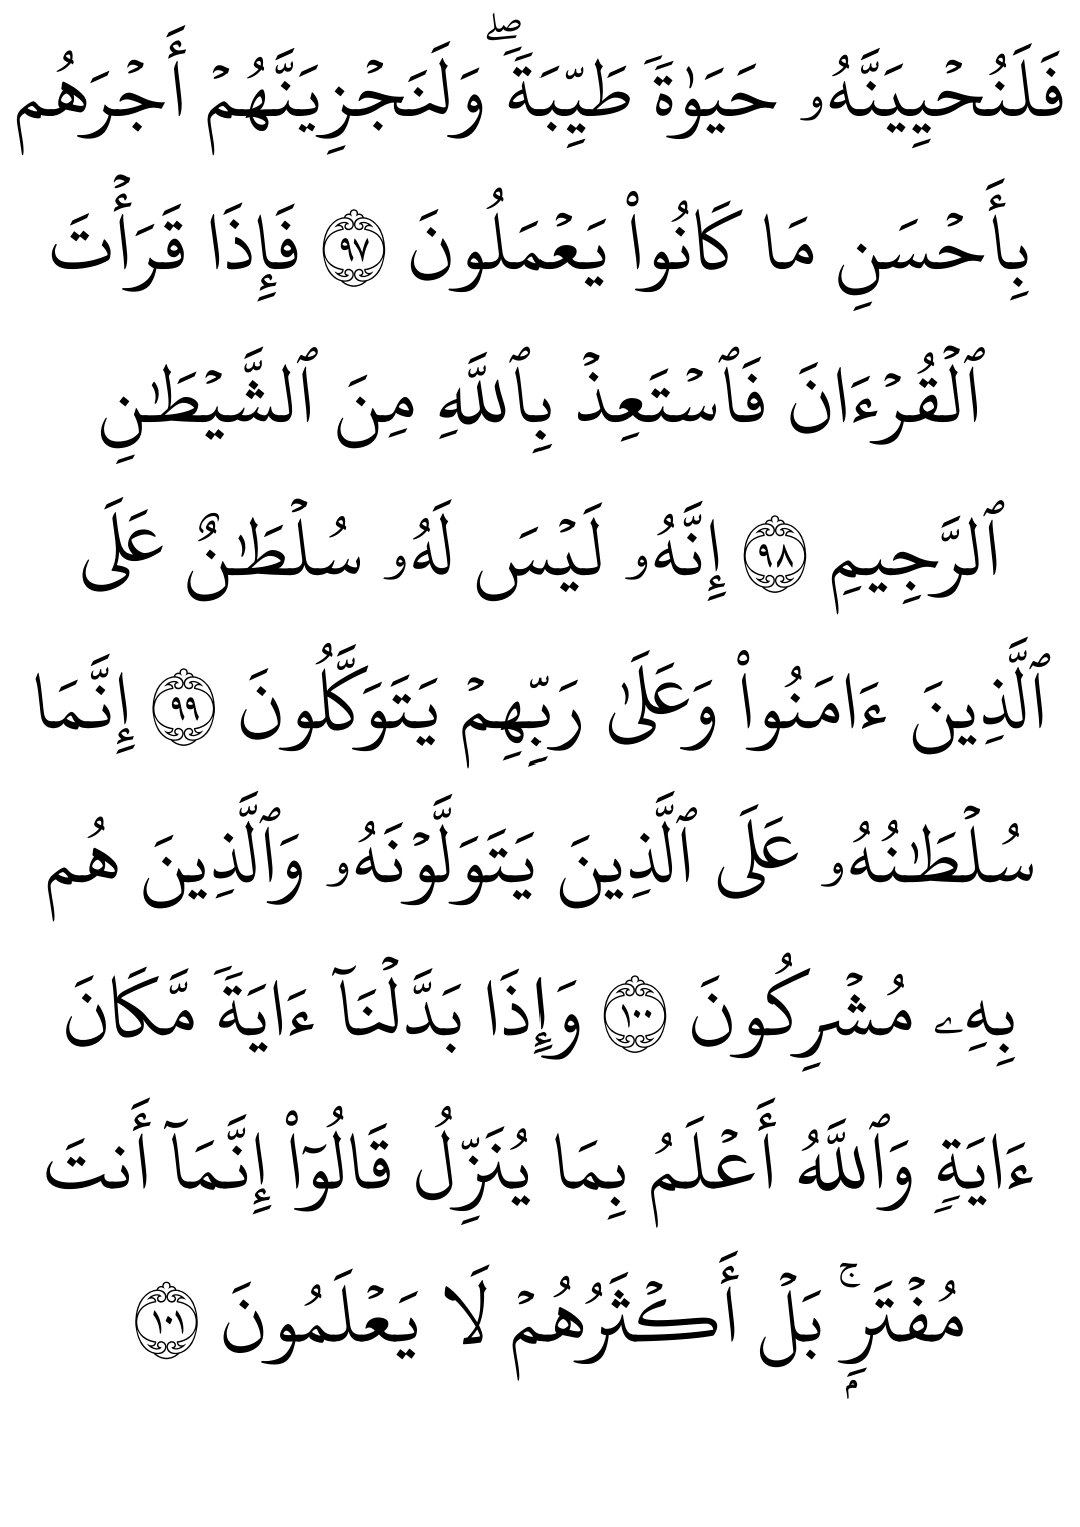 فَلَنُحۡيِيَنَّهُۥ حَيَوٰةٗ طَيِّبَةٗۖ وَلَنَجۡزِيَنَّهُمۡ أَجۡرَهُم
بِأَحۡسَنِ مَا كَانُواْ يَعۡمَلُونَ ٩٧ فَإِذَا قَرَأۡتَ
ٱلۡقُرۡءَانَ فَٱسۡتَعِذۡ بِٱللَّهِ مِنَ ٱلشَّيۡطَٰنِ
ٱلرَّجِيمِ ٩٨ إِنَّهُۥ لَيۡسَ لَهُۥ سُلۡطَٰنٌ عَلَى
ٱلَّذِينَ ءَامَنُواْ وَعَلَىٰ رَبِّهِمۡ يَتَوَكَّلُونَ ٩٩ إِنَّمَا
سُلۡطَٰنُهُۥ عَلَى ٱلَّذِينَ يَتَوَلَّوۡنَهُۥ وَٱلَّذِينَ هُم
بِهِۦ مُشۡرِكُونَ ١٠٠ وَإِذَا بَدَّلۡنَآ ءَايَةٗ مَّكَانَ
ءَايَةٖ وَٱللَّهُ أَعۡلَمُ بِمَا يُنَزِّلُ قَالُوٓاْ إِنَّمَآ أَنتَ
مُفۡتَرِۭۚ بَلۡ أَكۡثَرُهُمۡ لَا يَعۡلَمُونَ ١٠١